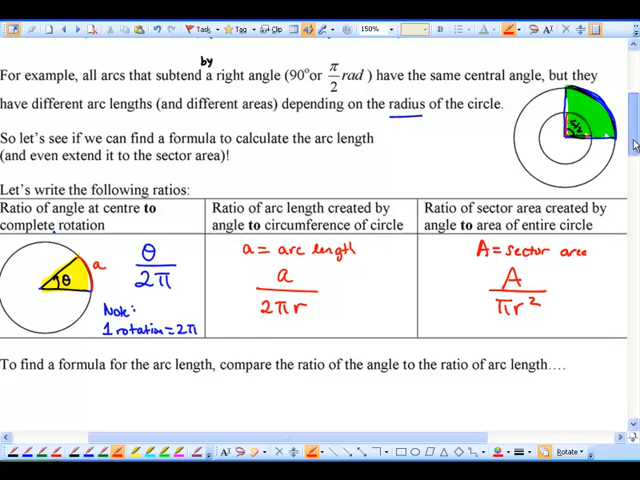 Task
Clip
150%
by
For example, all arcs that subtend a right angle (90° or π/2 rad ) have the same central angle, but they
have different arc lengths (and different areas) depending on the radius of the circle.
So let's see if we can find a formula to calculate the arc length
(and even extend it to the sector area)!
Let's write the following ratios:
Ratio of angle at centre to
complete rotation
Ratio of arc length created by
angle to circumference of circle
Ratio of sector area created by
angle to area of entire circle
a
θ
θ
2π
Note:
1 rotation = 2π
a = arc length
a
2πr
A = sector area
A
πr²
To find a formula for the arc length, compare the ratio of the angle to the ratio of arc length….
Rotate